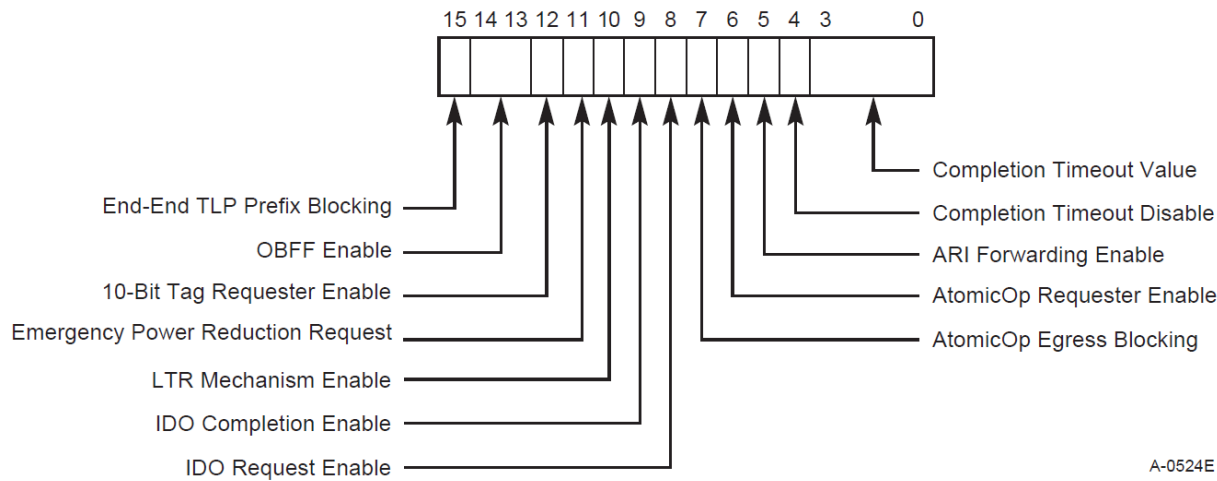 15 14 13 12 11 10 9 8 7 6 5 4 3 0
Completion Timeout Value
End-End TLP Prefix Blocking
Completion Timeout Disable
OBFF Enable
ARI Forwarding Enable
10-Bit Tag Requester Enable
AtomicOp Requester Enable
Emergency Power Reduction Request
AtomicOp Egress Blocking
LTR Mechanism Enable
IDO Completion Enable
IDO Request Enable
A-0524E